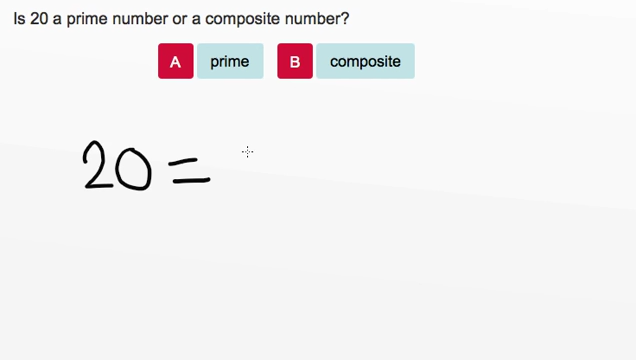 Is 20 a prime number or a composite number?
A prime B composite
20 =